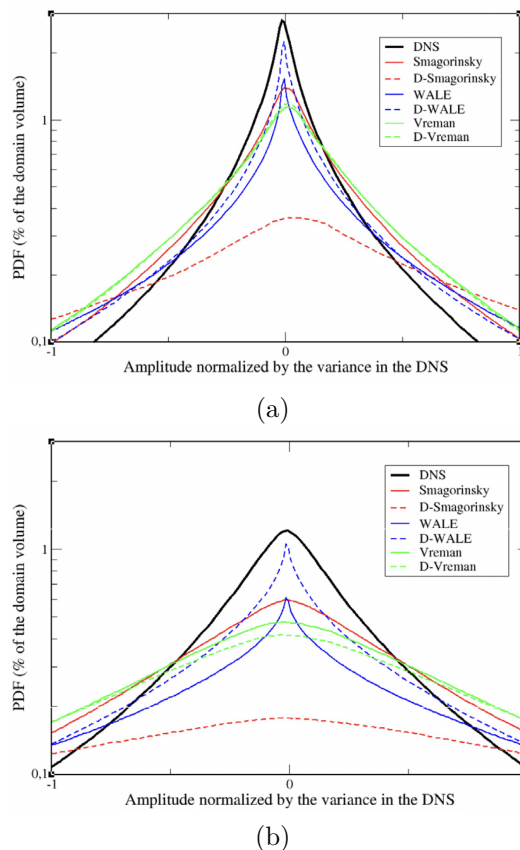 DNS
Smagorinsky
D-Smagorinsky
WALE
D-WALE
Vreman
D-Vreman
PDF (% of the domain volume)
1
0,1
-1
0
1
Amplitude normalized by the variance in the DNS
(a)
DNS
Smagorinsky
D-Smagorinsky
WALE
D-WALE
Vreman
D-Vreman
PDF (% of the domain volume)
1
0,1
-1
0
Amplitude normalized by the variance in the DNS
(b)